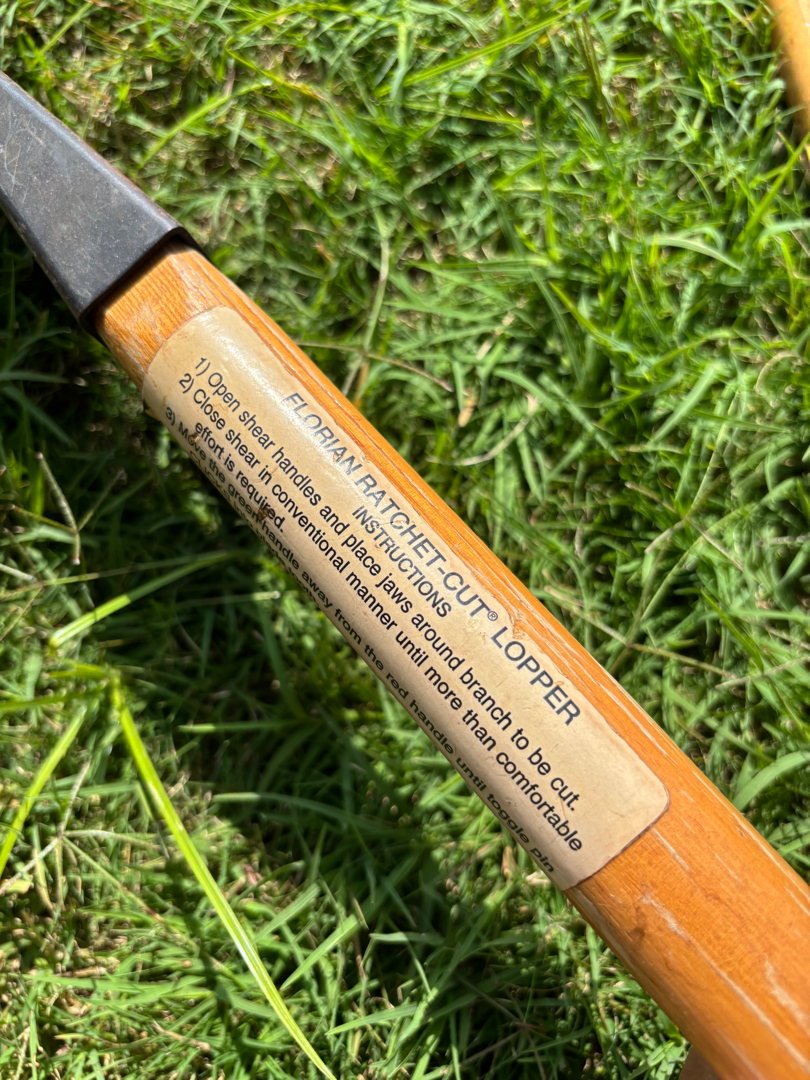 FLORIAN RATCHET-CUT® LOPPER
INSTRUCTIONS
1) Open shear handles and place jaws around branch to be cut.
2) Close shear in conventional manner until more than comfortable
effort is required.
3) Move the green handle away from the red handle until toggle pin